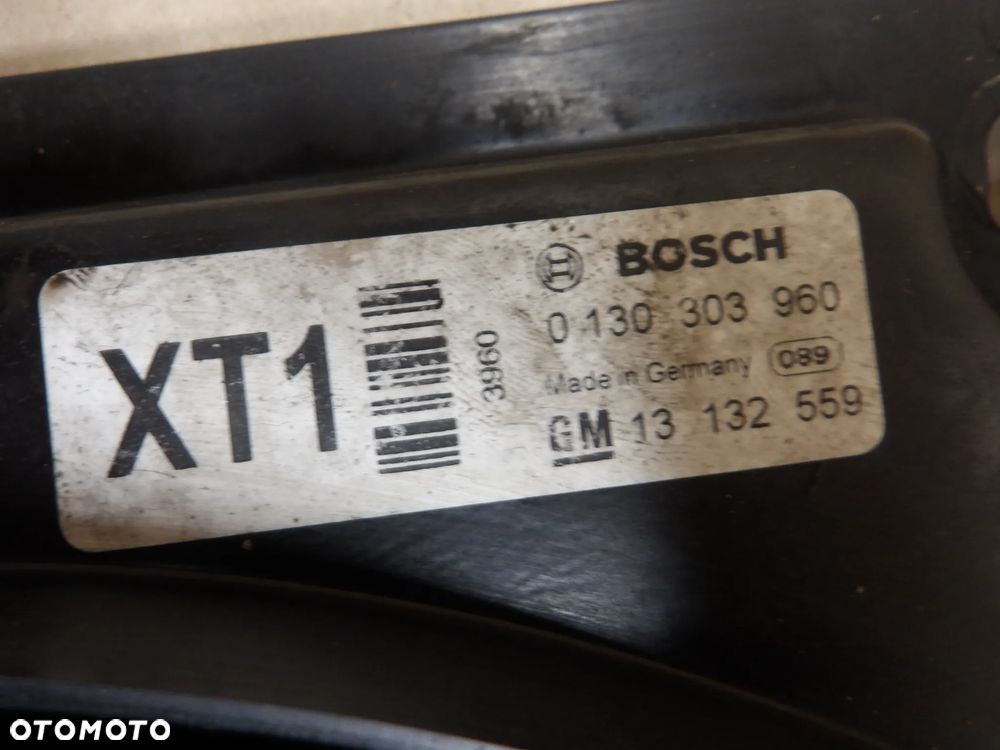 XT1
3960
BOSCH
0 130 303 960
Made in Germany 089
GM 13 132 559
OTOMOTO